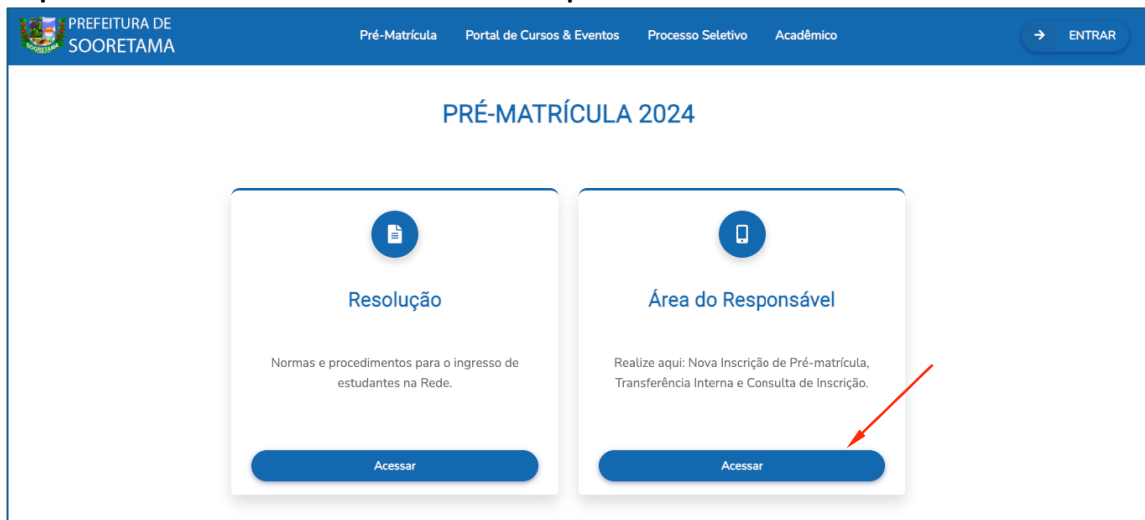 PREFEITURA DE
SOORETAMA
Pré-Matrícula Portal de Cursos & Eventos Processo Seletivo Acadêmico
ENTRAR
PRÉ-MATRÍCULA 2024
Resolução
Normas e procedimentos para o ingresso de
estudantes na Rede.
Acessar
Área do Responsável
Realize aqui: Nova Inscrição de Pré-matrícula,
Transferência Interna e Consulta de Inscrição.
Acessar